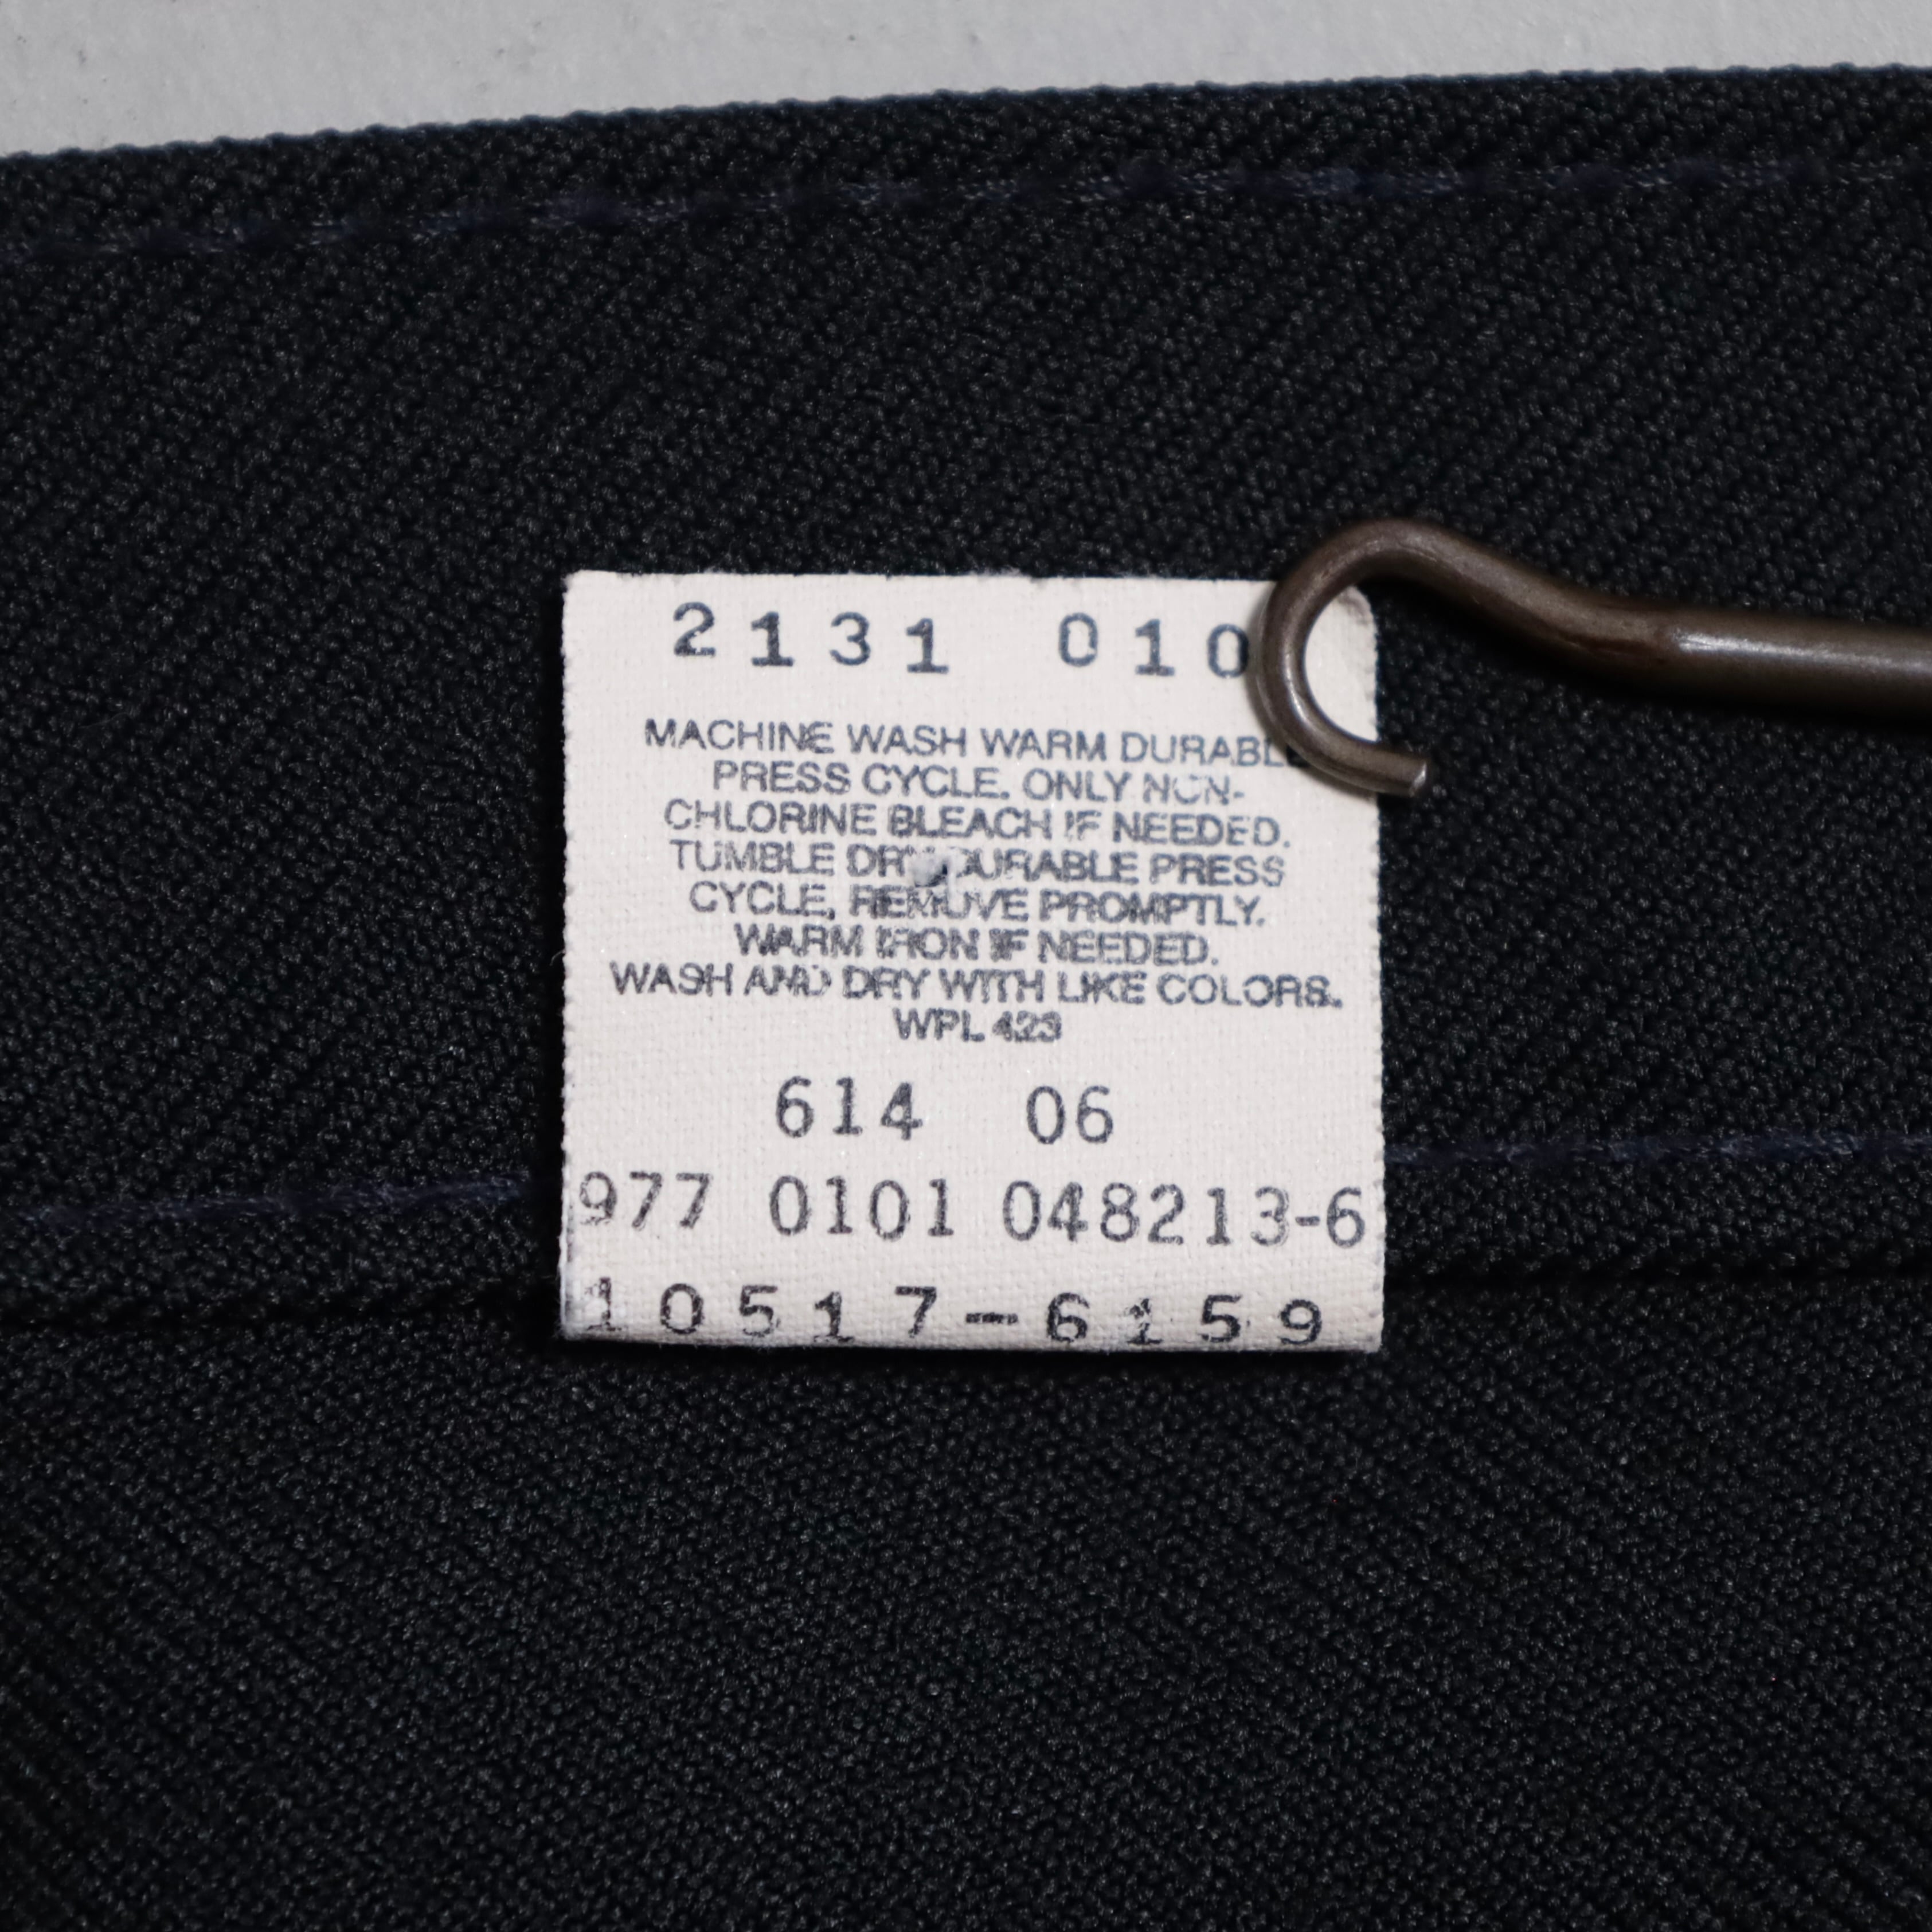 2131 010
MACHINE WASH WARM DURABLE
PRESS CYCLE. ONLY NON-
CHLORINE BLEACH IF NEEDED.
TUMBLE DRY DURABLE PRESS
CYCLE, REMOVE PROMPTLY.
WARM IRON IF NEEDED.
WASH AND DRY WITH LIKE COLORS.
WPL 423
614 06
977 0101 048213-6
10517-6159